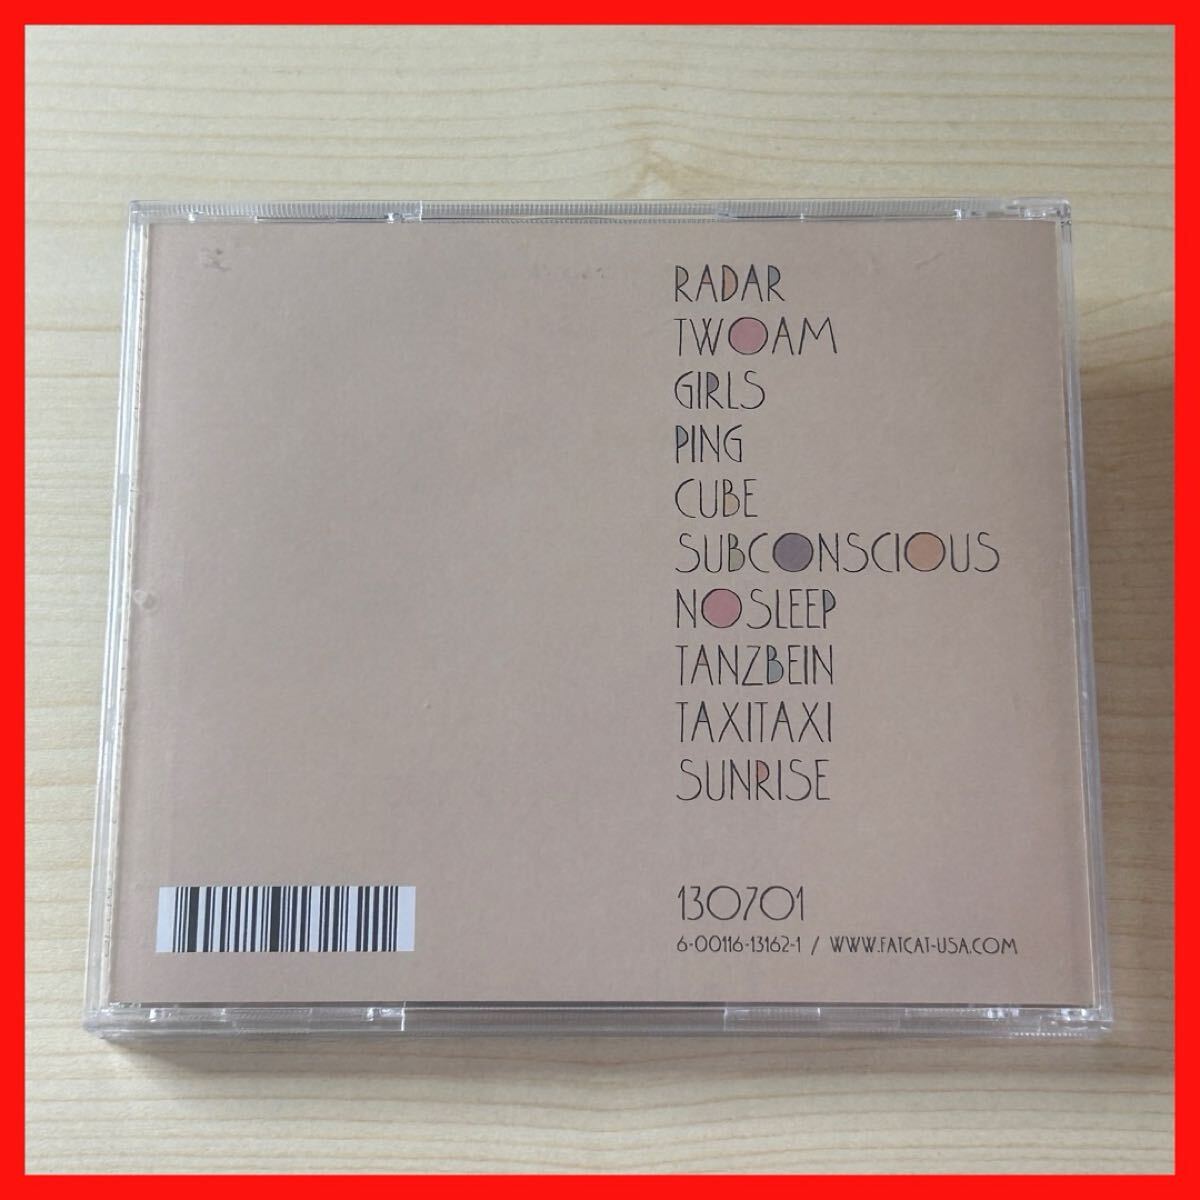 RADAR
TWOAM
GIRLS
PING
CUBE
SUBCONSCIOUS
NOSLEEP
TANZBEIN
TAXITAXI
SUNRISE
130701
6-00116-13162-1 / WWW.FATCAT-USA.COM